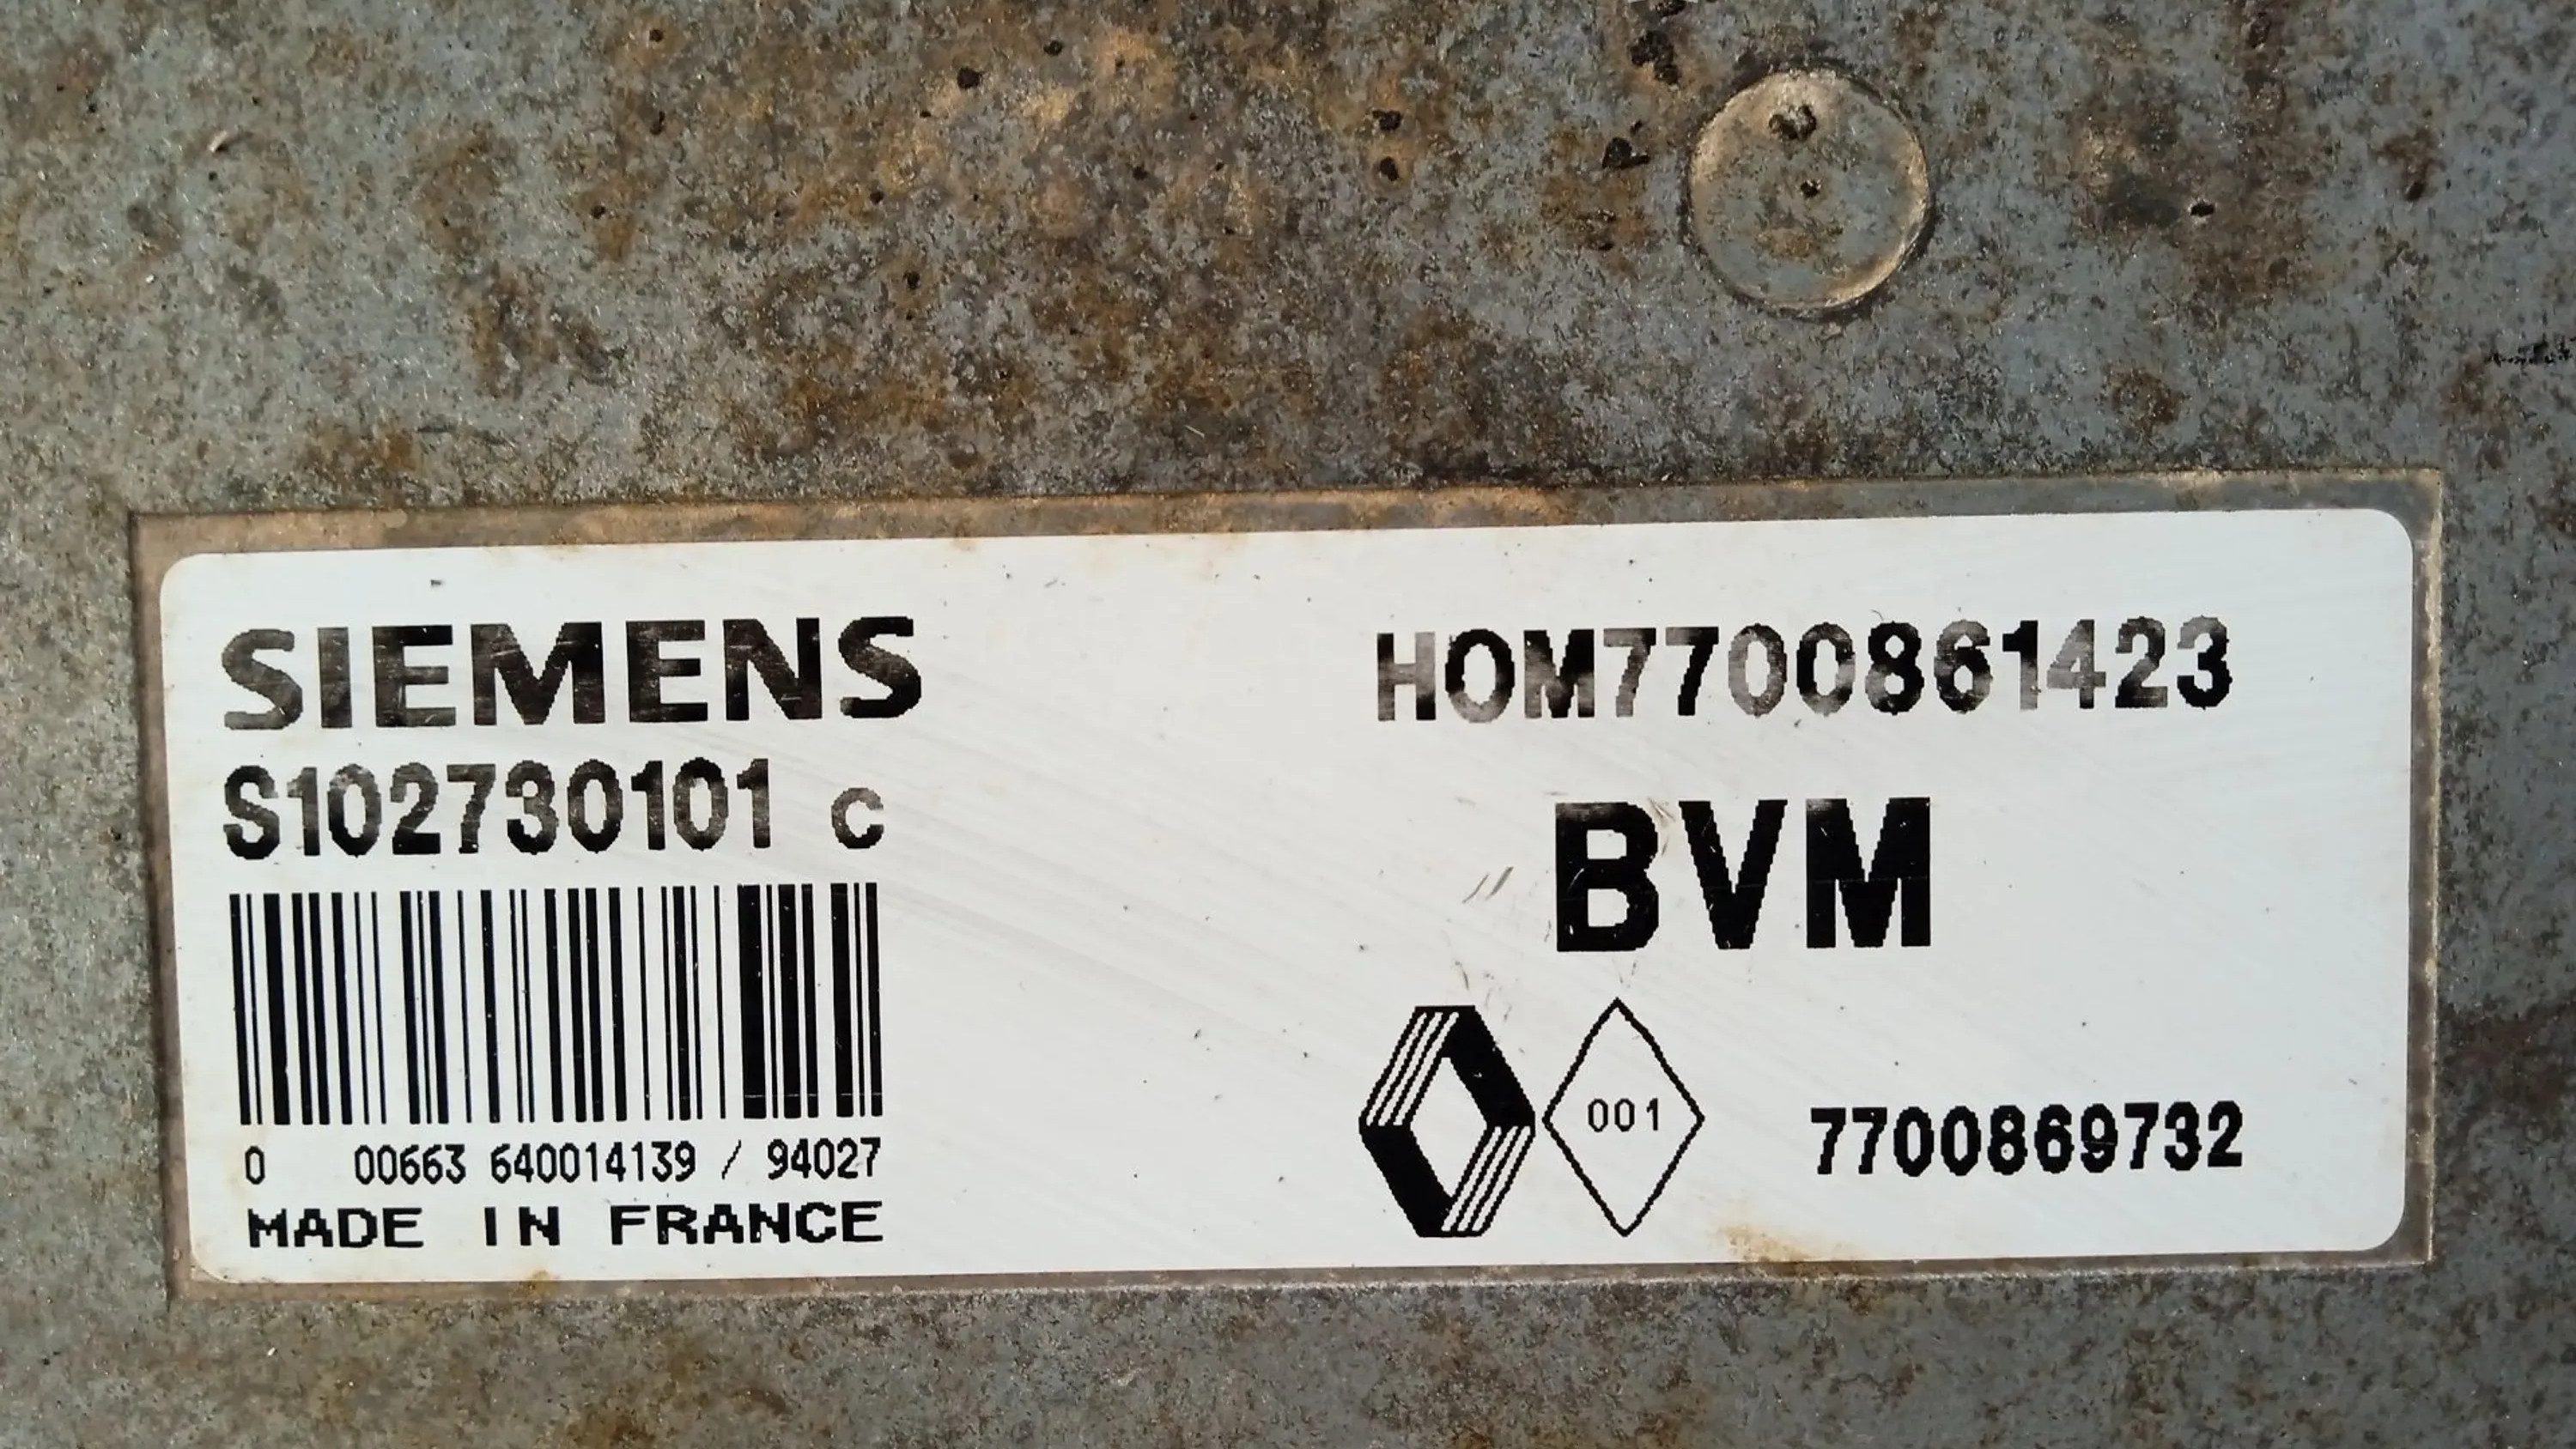 SIEMENS
S102730101 C
0 00663 640014139 / 94027
MADE IN FRANCE
HOM7700861423
BVM
001
7700869732